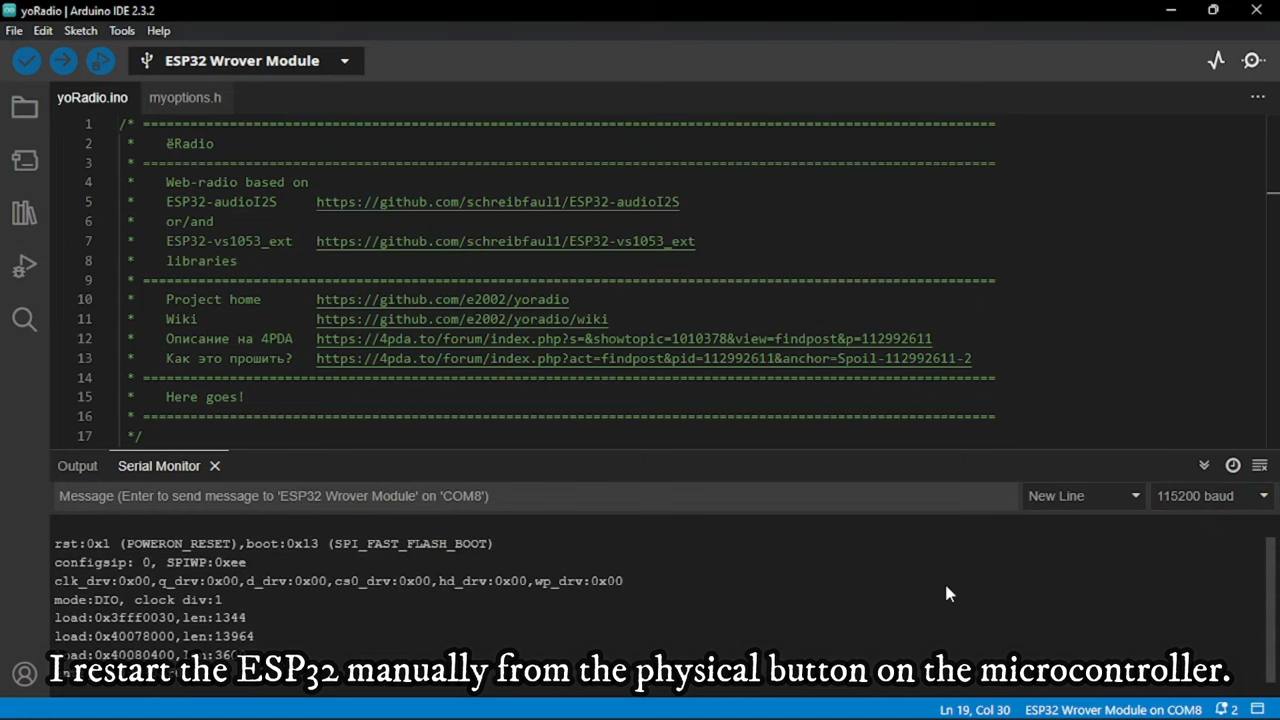 yoRadio | Arduino IDE 2.3.2
File Edit Sketch Tools Help
ESP32 Wrover Module
yoRadio.ino myoptions.h
1 /* ================================================================================
2 * ёRadio
3 * ================================================================================
4 * Web-radio based on
5 * ESP32-audioI2S https://github.com/schreibfaul1/ESP32-audioI2S
6 * or/and
7 * ESP32-vs1053_ext https://github.com/schreibfaul1/ESP32-vs1053_ext
8 * libraries
9 * ================================================================================
10 * Project home https://github.com/e2002/yoradio
11 * Wiki https://github.com/e2002/yoradio/wiki
12 * Описание на 4PDA https://4pda.to/forum/index.php?s=&showtopic=1010378&view=findpost&p=112992611
13 * Как это прошить? https://4pda.to/forum/index.php?act=findpost&pid=112992611&anchor=Spoil-112992611-2
14 * ================================================================================
15 * Here goes!
16 * ================================================================================
17 */
Output Serial Monitor
Message (Enter to send message to 'ESP32 Wrover Module' on 'COM8')
New Line 115200 baud
rst:0x1 (POWERON_RESET),boot:0x13 (SPI_FAST_FLASH_BOOT)
configsip: 0, SPIWP:0xee
clk_drv:0x00,q_drv:0x00,d_drv:0x00,cs0_drv:0x00,hd_drv:0x00,wp_drv:0x00
mode:DIO, clock div:1
load:0x3fff0030,len:1344
load:0x40078000,len:13964
load:0x40080400,len:360
I restart the ESP32 manually from the physical button on the microcontroller.
Ln 19, Col 30 ESP32 Wrover Module on COM8 2